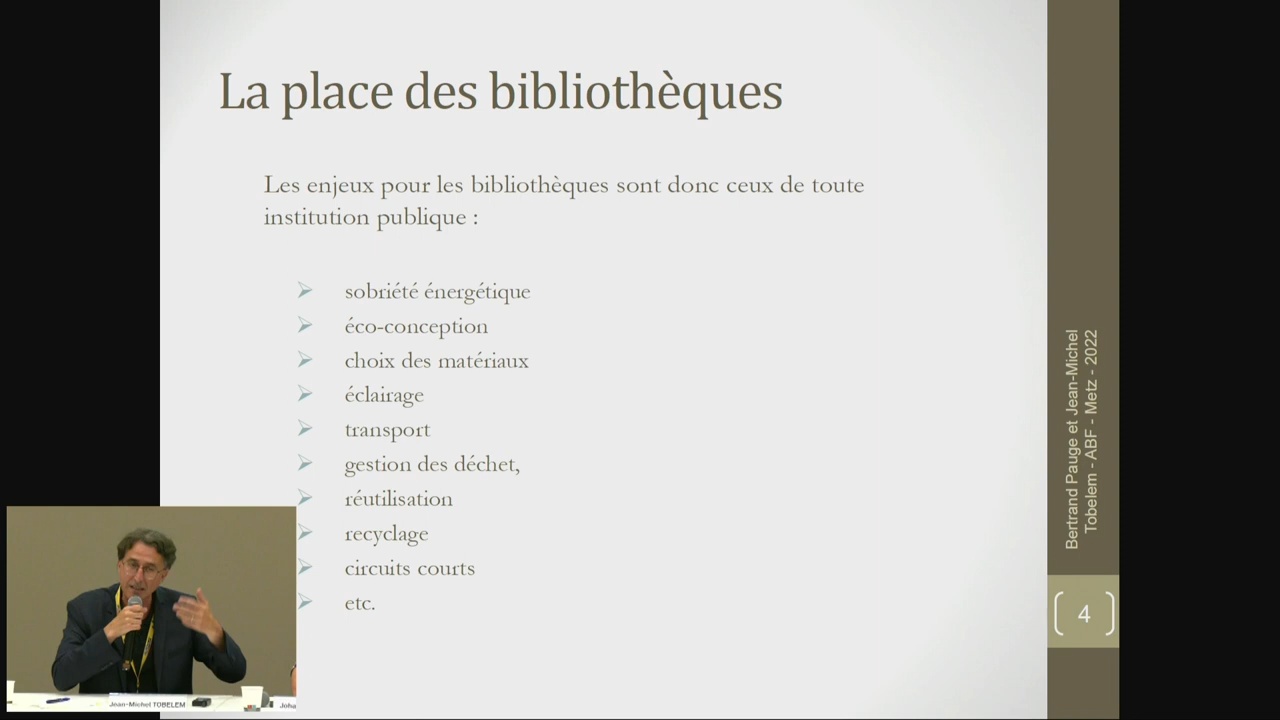 La place des bibliothèques
Les enjeux pour les bibliothèques sont donc ceux de toute
institution publique :
sobriété énergétique
éco-conception
choix des matériaux
éclairage
transport
gestion des déchet,
réutilisation
recyclage
circuits courts
etc.
Bertrand Pauge et Jean-Michel
Tobelem - ABF - Metz - 2022
4
Jean-Michel TOBELEM
Joha